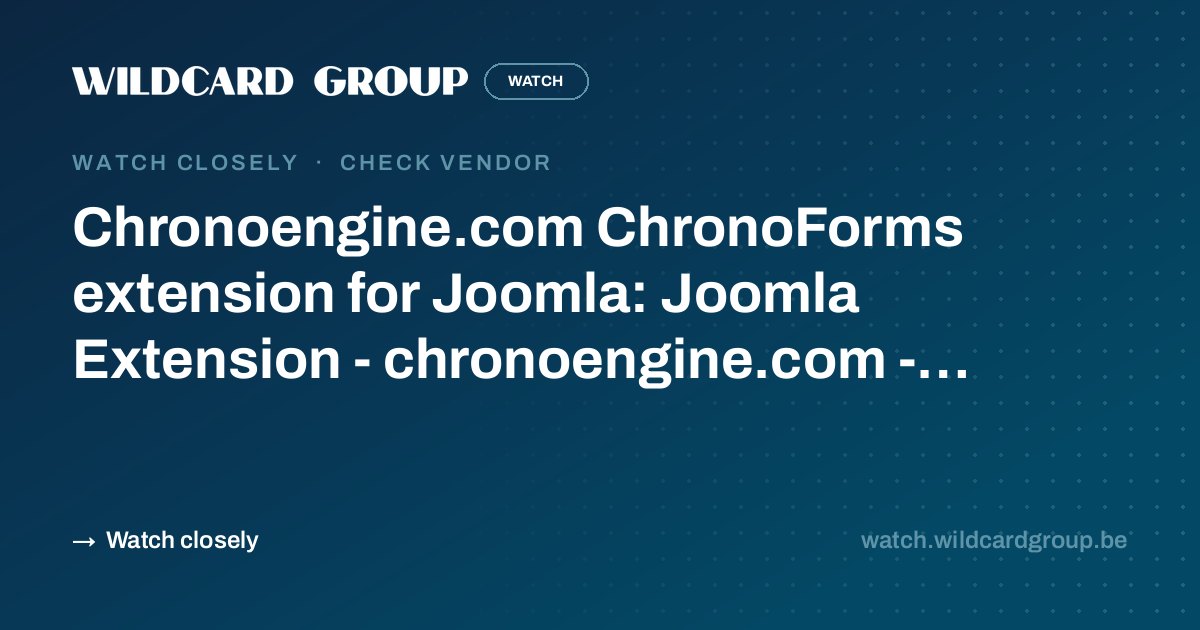 WILDCARD GROUP WATCH
WATCH CLOSELY · CHECK VENDOR
Chronoengine.com ChronoForms
extension for Joomla: Joomla
Extension - chronoengine.com -…
→ Watch closely
watch.wildcardgroup.be